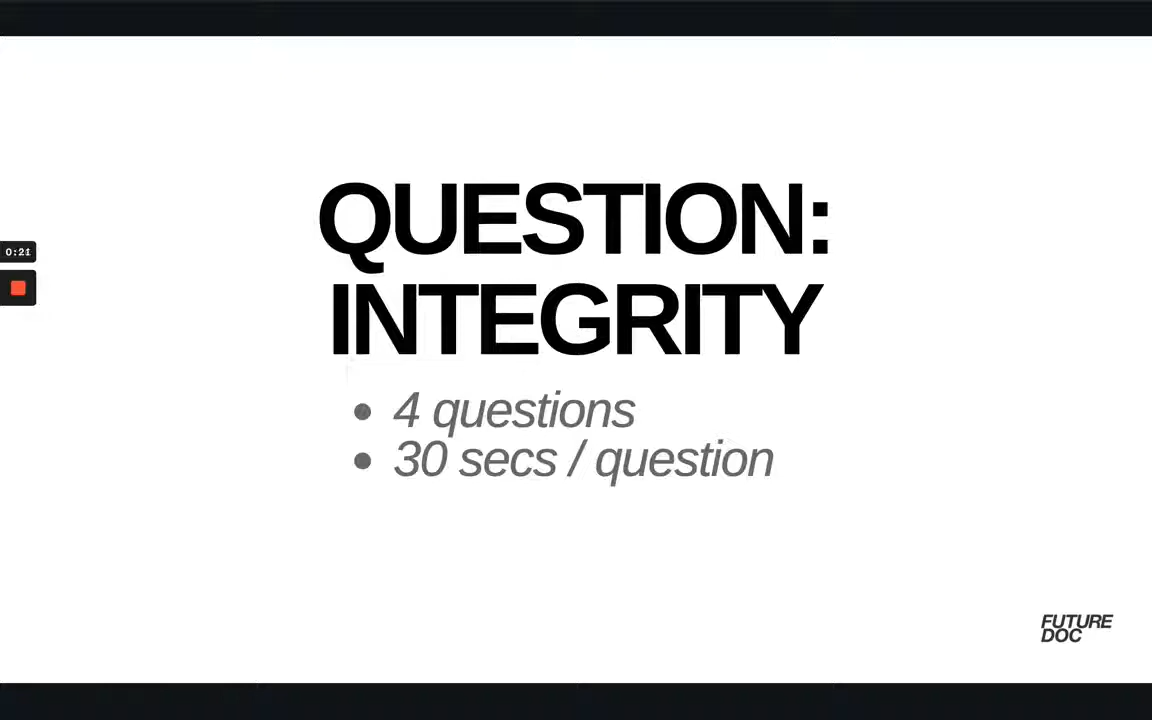 QUESTION:
INTEGRITY
• 4 questions
• 30 secs / question
0:21
FUTURE
DOC